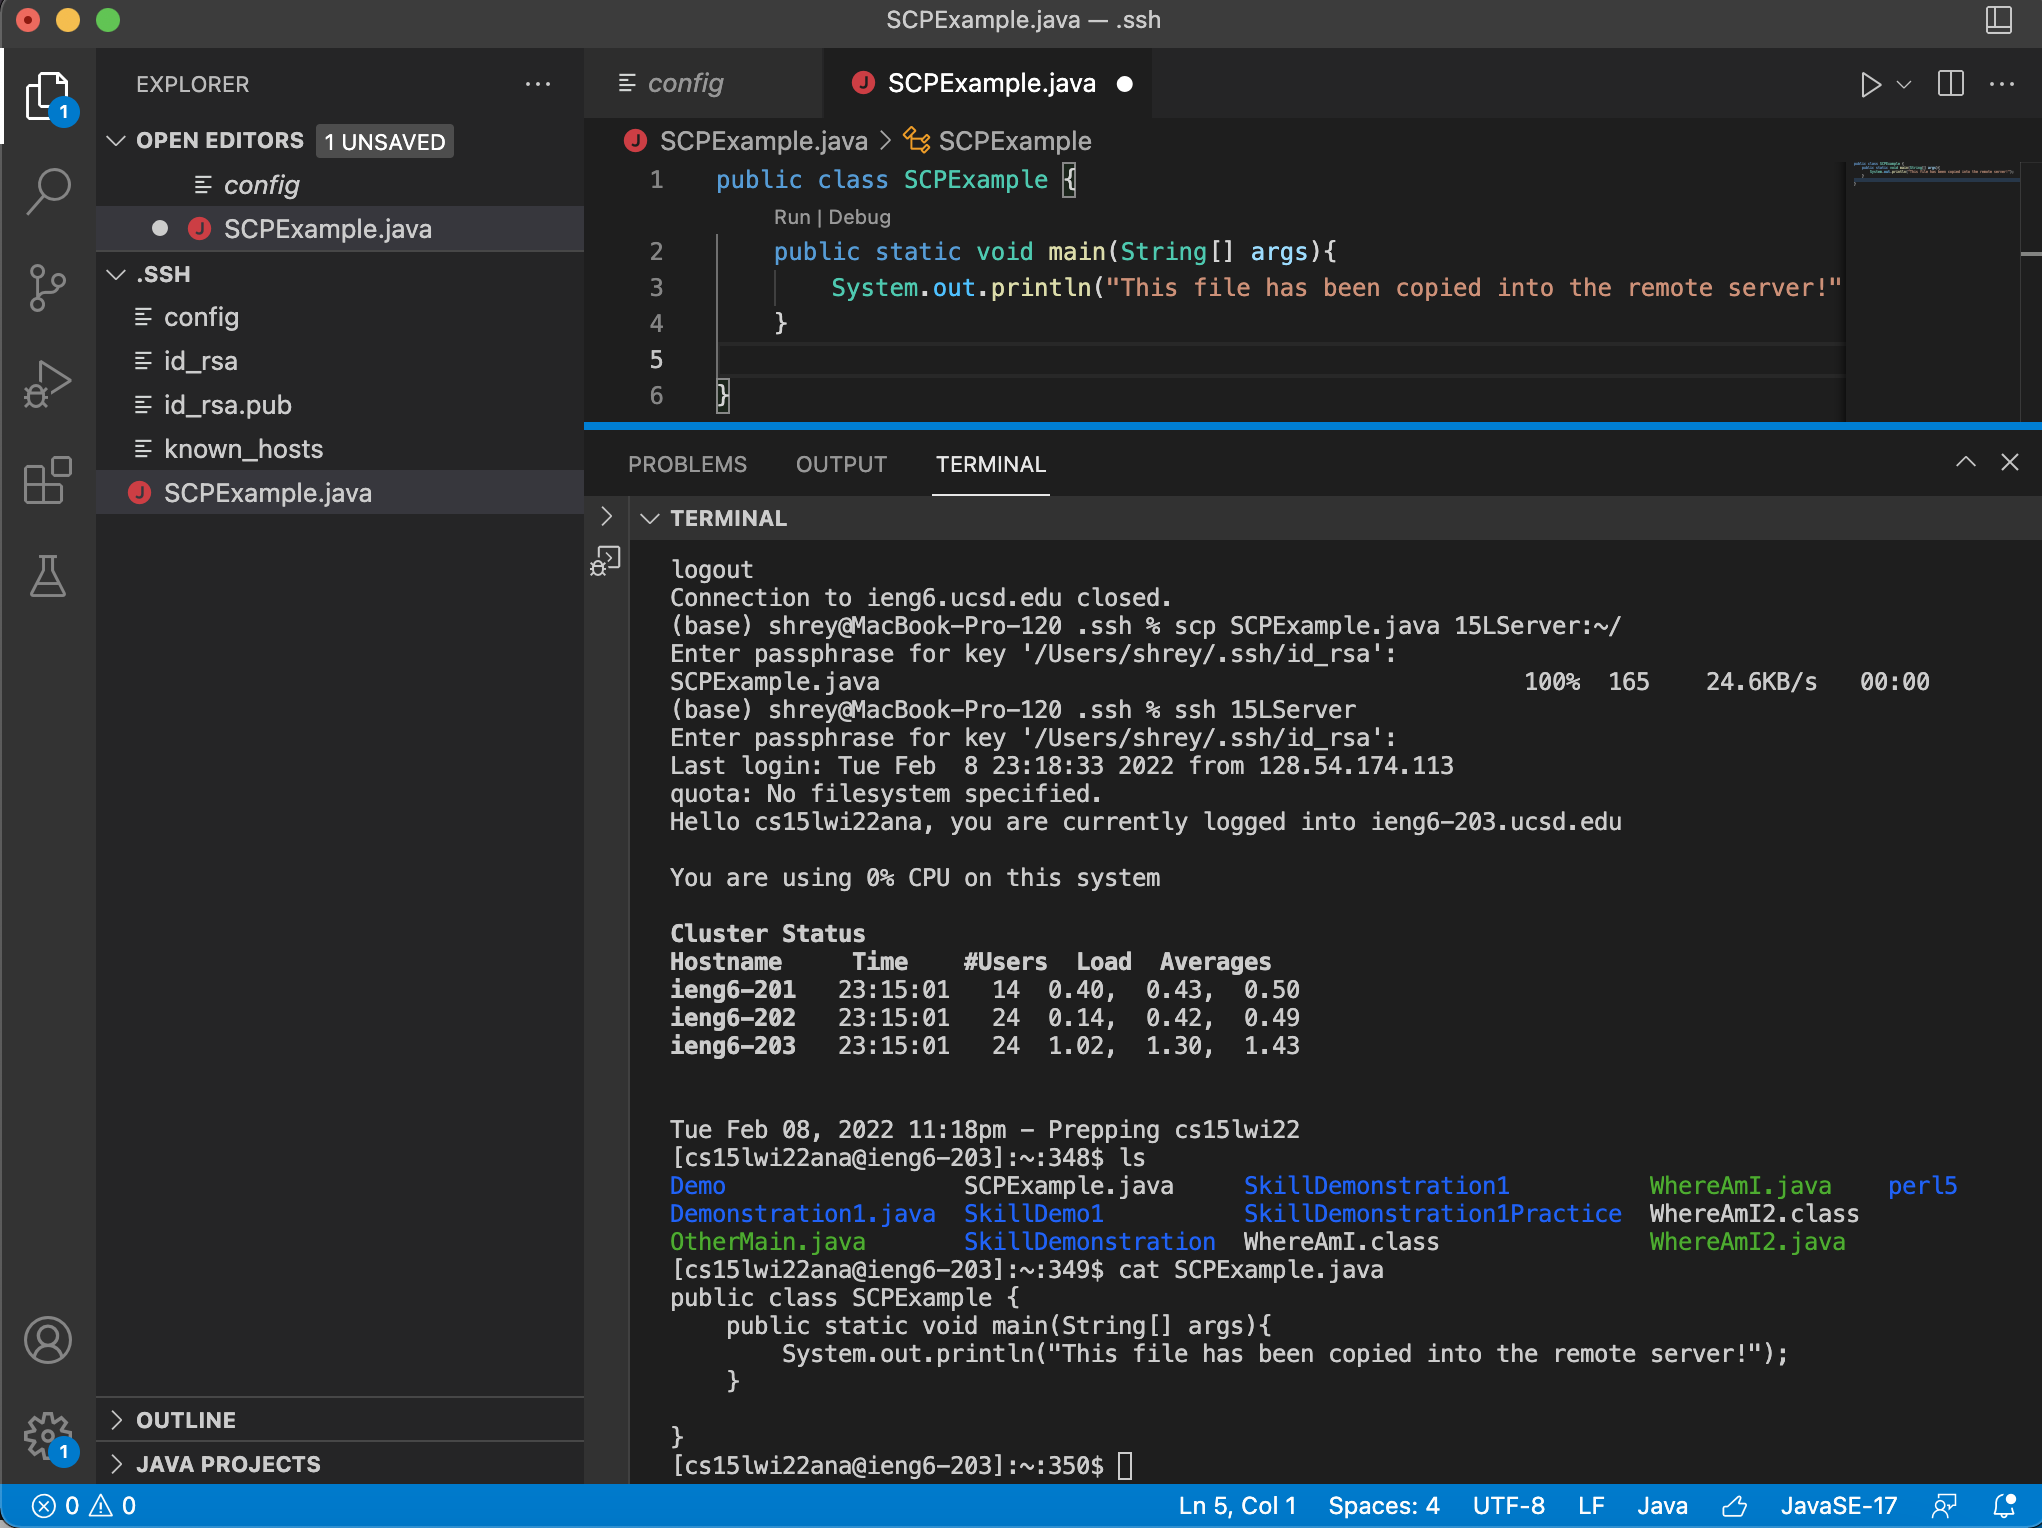 SCPExample.java — .ssh
EXPLORER
OPEN EDITORS 1 UNSAVED
config
SCPExample.java
.SSH
config
id_rsa
id_rsa.pub
known_hosts
SCPExample.java
OUTLINE
JAVA PROJECTS
1
1
config
SCPExample.java
SCPExample.java > SCPExample
1 public class SCPExample {
Run | Debug
2 public static void main(String[] args){
3 System.out.println("This file has been copied into the remote server!"
4 }
5
6 }
PROBLEMS OUTPUT TERMINAL
TERMINAL
logout
Connection to ieng6.ucsd.edu closed.
(base) shrey@MacBook-Pro-120 .ssh % scp SCPExample.java 15LServer:~/
Enter passphrase for key '/Users/shrey/.ssh/id_rsa':
SCPExample.java 100% 165 24.6KB/s 00:00
(base) shrey@MacBook-Pro-120 .ssh % ssh 15LServer
Enter passphrase for key '/Users/shrey/.ssh/id_rsa':
Last login: Tue Feb  8 23:18:33 2022 from 128.54.174.113
quota: No filesystem specified.
Hello cs15lwi22ana, you are currently logged into ieng6-203.ucsd.edu
You are using 0% CPU on this system
Cluster Status
Hostname Time #Users Load Averages
ieng6-201 23:15:01 14 0.40, 0.43, 0.50
ieng6-202 23:15:01 24 0.14, 0.42, 0.49
ieng6-203 23:15:01 24 1.02, 1.30, 1.43
Tue Feb 08, 2022 11:18pm - Prepping cs15lwi22
[cs15lwi22ana@ieng6-203]:~:348$ ls
Demo SCPExample.java SkillDemonstration1 WhereAmI.java perl5
Demonstration1.java SkillDemo1 SkillDemonstration1Practice WhereAmI2.class
OtherMain.java SkillDemonstration WhereAmI.class WhereAmI2.java
[cs15lwi22ana@ieng6-203]:~:349$ cat SCPExample.java
public class SCPExample {
public static void main(String[] args){
System.out.println("This file has been copied into the remote server!");
}
}
[cs15lwi22ana@ieng6-203]:~:350$
0 0 Ln 5, Col 1 Spaces: 4 UTF-8 LF Java JavaSE-17